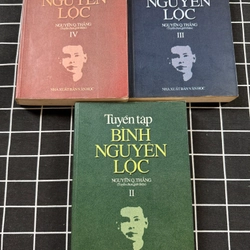 NGUYÊN
LỘC
NGUYỄN Q. THẮNG
IV
NHÀ XUẤT BẢN VĂN HỌC
NGUYÊN
LỘC
NGUYỄN Q. THẮNG
III
NHÀ XUẤT BẢN VĂN HỌC
Tuyển tập
BÌNH
NGUYÊN
LỘC
NGUYỄN Q. THẮNG
II